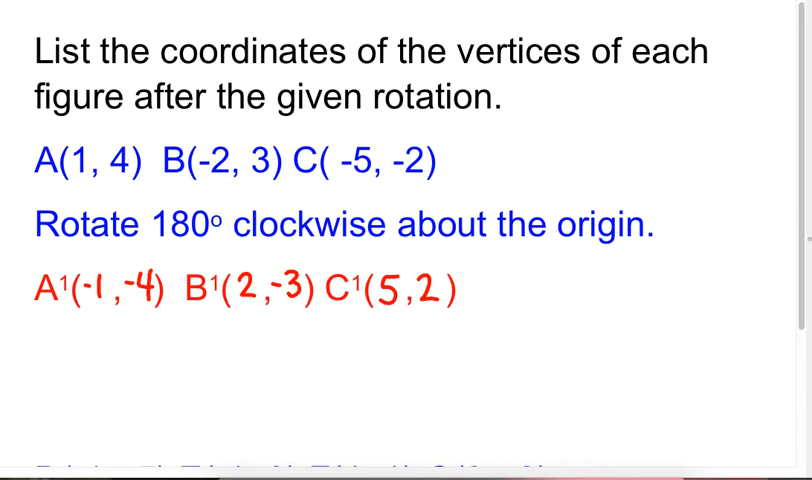 List the coordinates of the vertices of each
figure after the given rotation.
A(1, 4) B(-2, 3) C( -5, -2)
Rotate 180º clockwise about the origin.
A¹(-1,-4) B¹(2,-3) C¹(5,2)